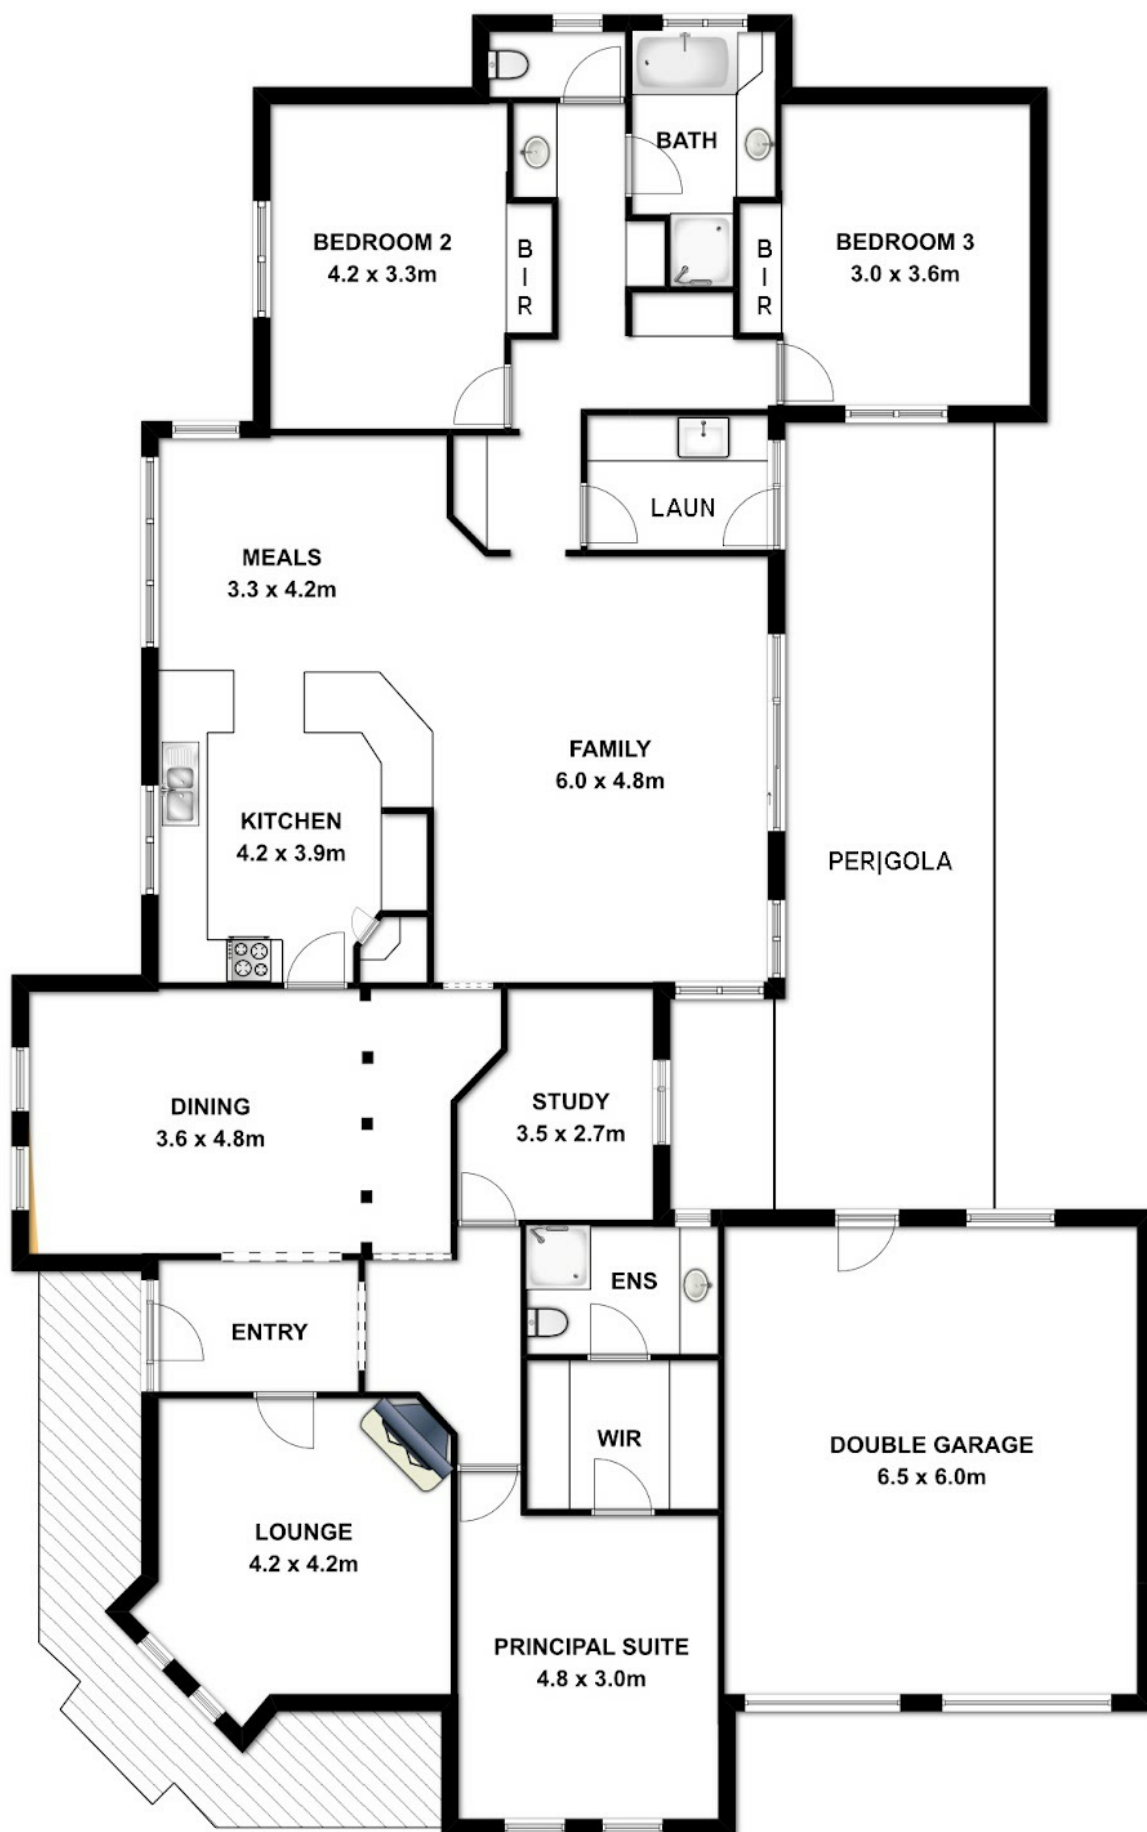 BATH
BEDROOM 2
4.2 x 3.3m
B
I
R
B
I
R
BEDROOM 3
3.0 x 3.6m
LAUN
MEALS
3.3 x 4.2m
FAMILY
6.0 x 4.8m
KITCHEN
4.2 x 3.9m
PER|GOLA
DINING
3.6 x 4.8m
STUDY
3.5 x 2.7m
ENS
ENTRY
WIR
DOUBLE GARAGE
6.5 x 6.0m
LOUNGE
4.2 x 4.2m
PRINCIPAL SUITE
4.8 x 3.0m